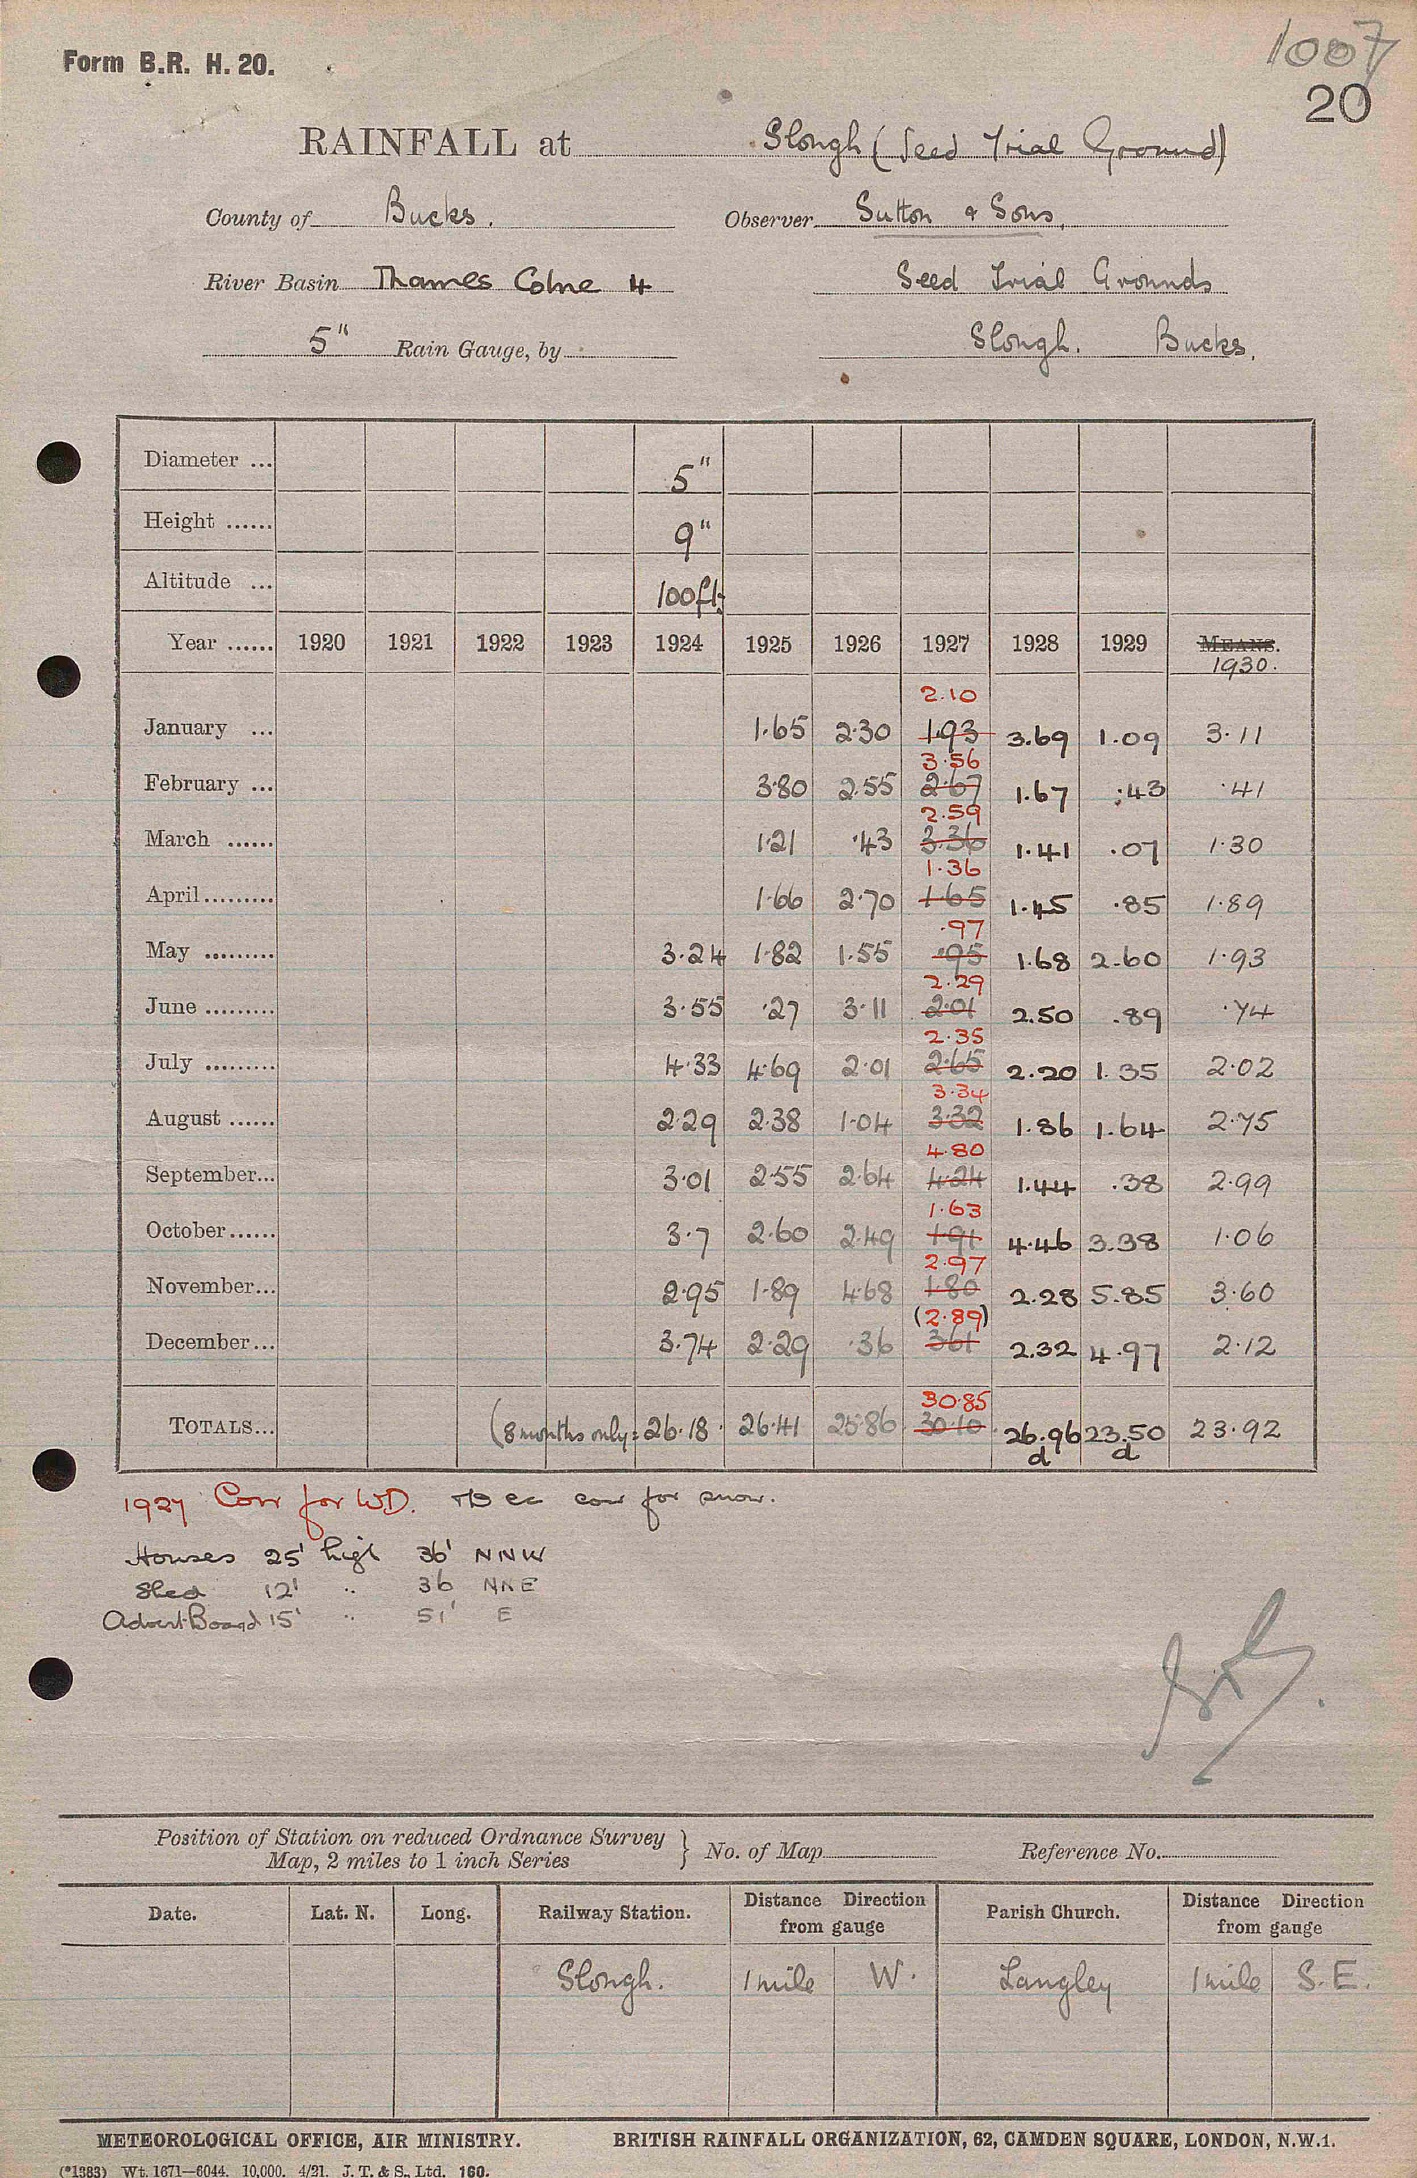 1007
Form B.R. H. 20.
20
RAINFALL at Slough (Seed Trial Ground)
County of Bucks. Observer Sutton & Sons,
River Basin Thames Colne 4 Seed Trial Grounds
5" Rain Gauge, by Slough. Bucks.
Diameter ... 5"
Height ...... 9"
Altitude ... 100ft.
Year ...... 1920 1921 1922 1923 1924 1925 1926 1927 1928 1929 MEANS.
1930.
2.10
January ... 1.65 2.30 1.93 3.69 1.09 3.11
3.56
February ... 3.80 2.55 2.67 1.67 .43 .41
2.59
March ...... 1.21 .43 3.36 1.41 .07 1.30
1.36
April......... 1.66 2.70 1.65 1.45 .85 1.89
.97
May ......... 3.24 1.82 1.55 .95 1.68 2.60 1.93
2.29
June ......... 3.55 .27 3.11 2.01 2.50 .89 .74
2.35
July ......... 4.33 4.69 2.01 2.65 2.20 1.35 2.02
3.34
August ...... 2.29 2.38 1.04 3.32 1.86 1.64 2.75
4.80
September... 3.01 2.55 2.64 4.24 1.44 .38 2.99
1.63
October...... 3.7 2.60 2.49 1.91 4.46 3.38 1.06
2.97
November... 2.95 1.89 4.68 1.80 2.28 5.85 3.60
(2.89)
December... 3.74 2.29 .36 3.61 2.32 4.97 2.12
30.85
TOTALS... (8 months only = 26.18. 26.41 25.86. 30.10. 26.96 23.50 23.92
d d
1927 Corr for WD. Dec corr for snow.
Houses 25' high 36' NNW
Shed 12' " 36 NNE
Advert. Board 15' " 51' E
Position of Station on reduced Ordnance Survey
Map, 2 miles to 1 inch Series } No. of Map Reference No.
Date. Lat. N. Long. Railway Station. Distance Direction from gauge Parish Church. Distance Direction from gauge
Slough. 1 mile W. Langley 1 mile S.E.
METEOROLOGICAL OFFICE, AIR MINISTRY. BRITISH RAINFALL ORGANIZATION, 62, CAMDEN SQUARE, LONDON, N.W.1.
(*1383) Wt. 1671—6044. 10,000. 4/21. J. T. & S., Ltd. 160.